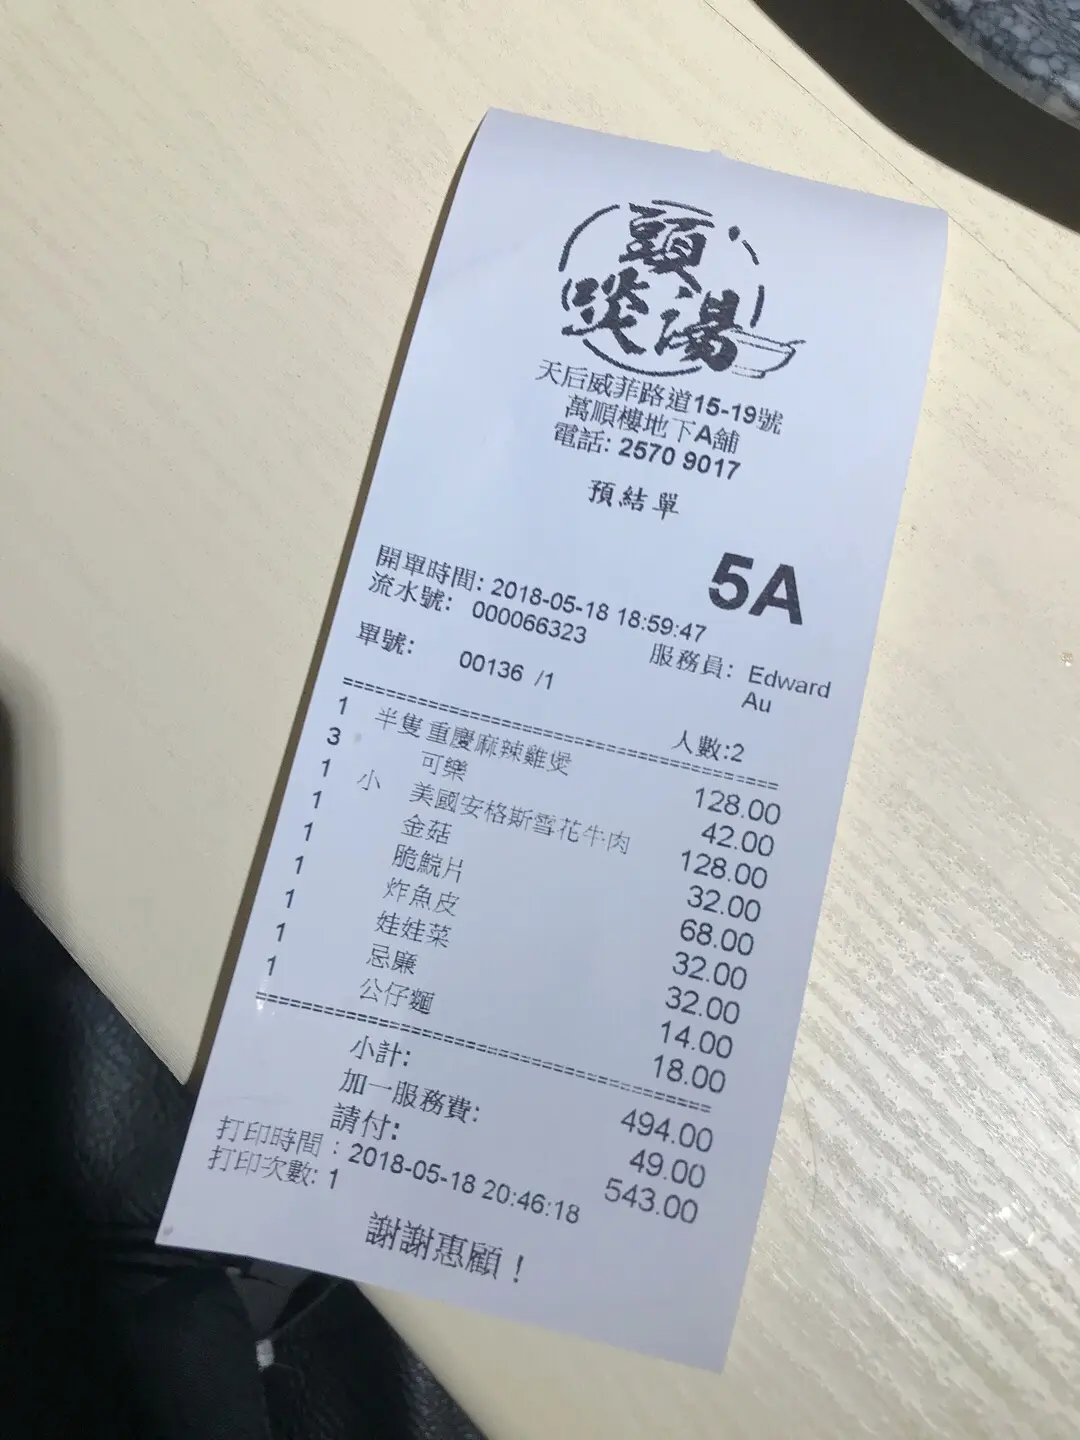 頭
啖湯
天后威菲路道15-19號
萬順樓地下A舖
電話: 2570 9017
預結單
5A
開單時間: 2018-05-18 18:59:47
流水號: 000066323 服務員: Edward Au
單號: 00136 /1 人數:2
==========================================
1 半隻重慶麻辣雞煲 128.00
3 可樂 42.00
1 小 美國安格斯雪花牛肉 128.00
1 金菇 32.00
1 脆鯇片 68.00
1 炸魚皮 32.00
1 娃娃菜 32.00
1 忌廉 14.00
1 公仔麵 18.00
==========================================
小計: 494.00
加一服務費: 49.00
請付: 543.00
打印時間 : 2018-05-18 20:46:18
打印次數: 1
謝謝惠顧！